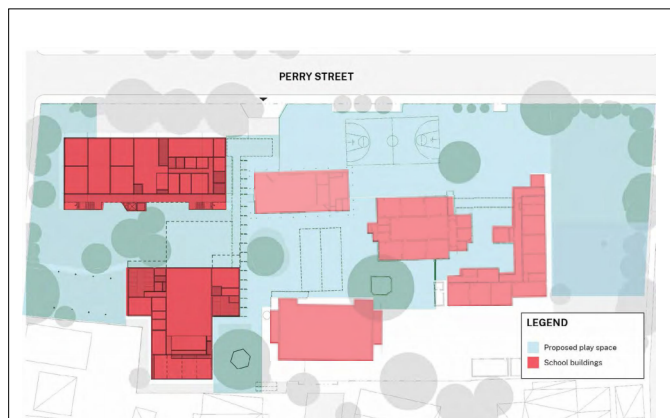 PERRY STREET
LEGEND
Proposed play space
School buildings